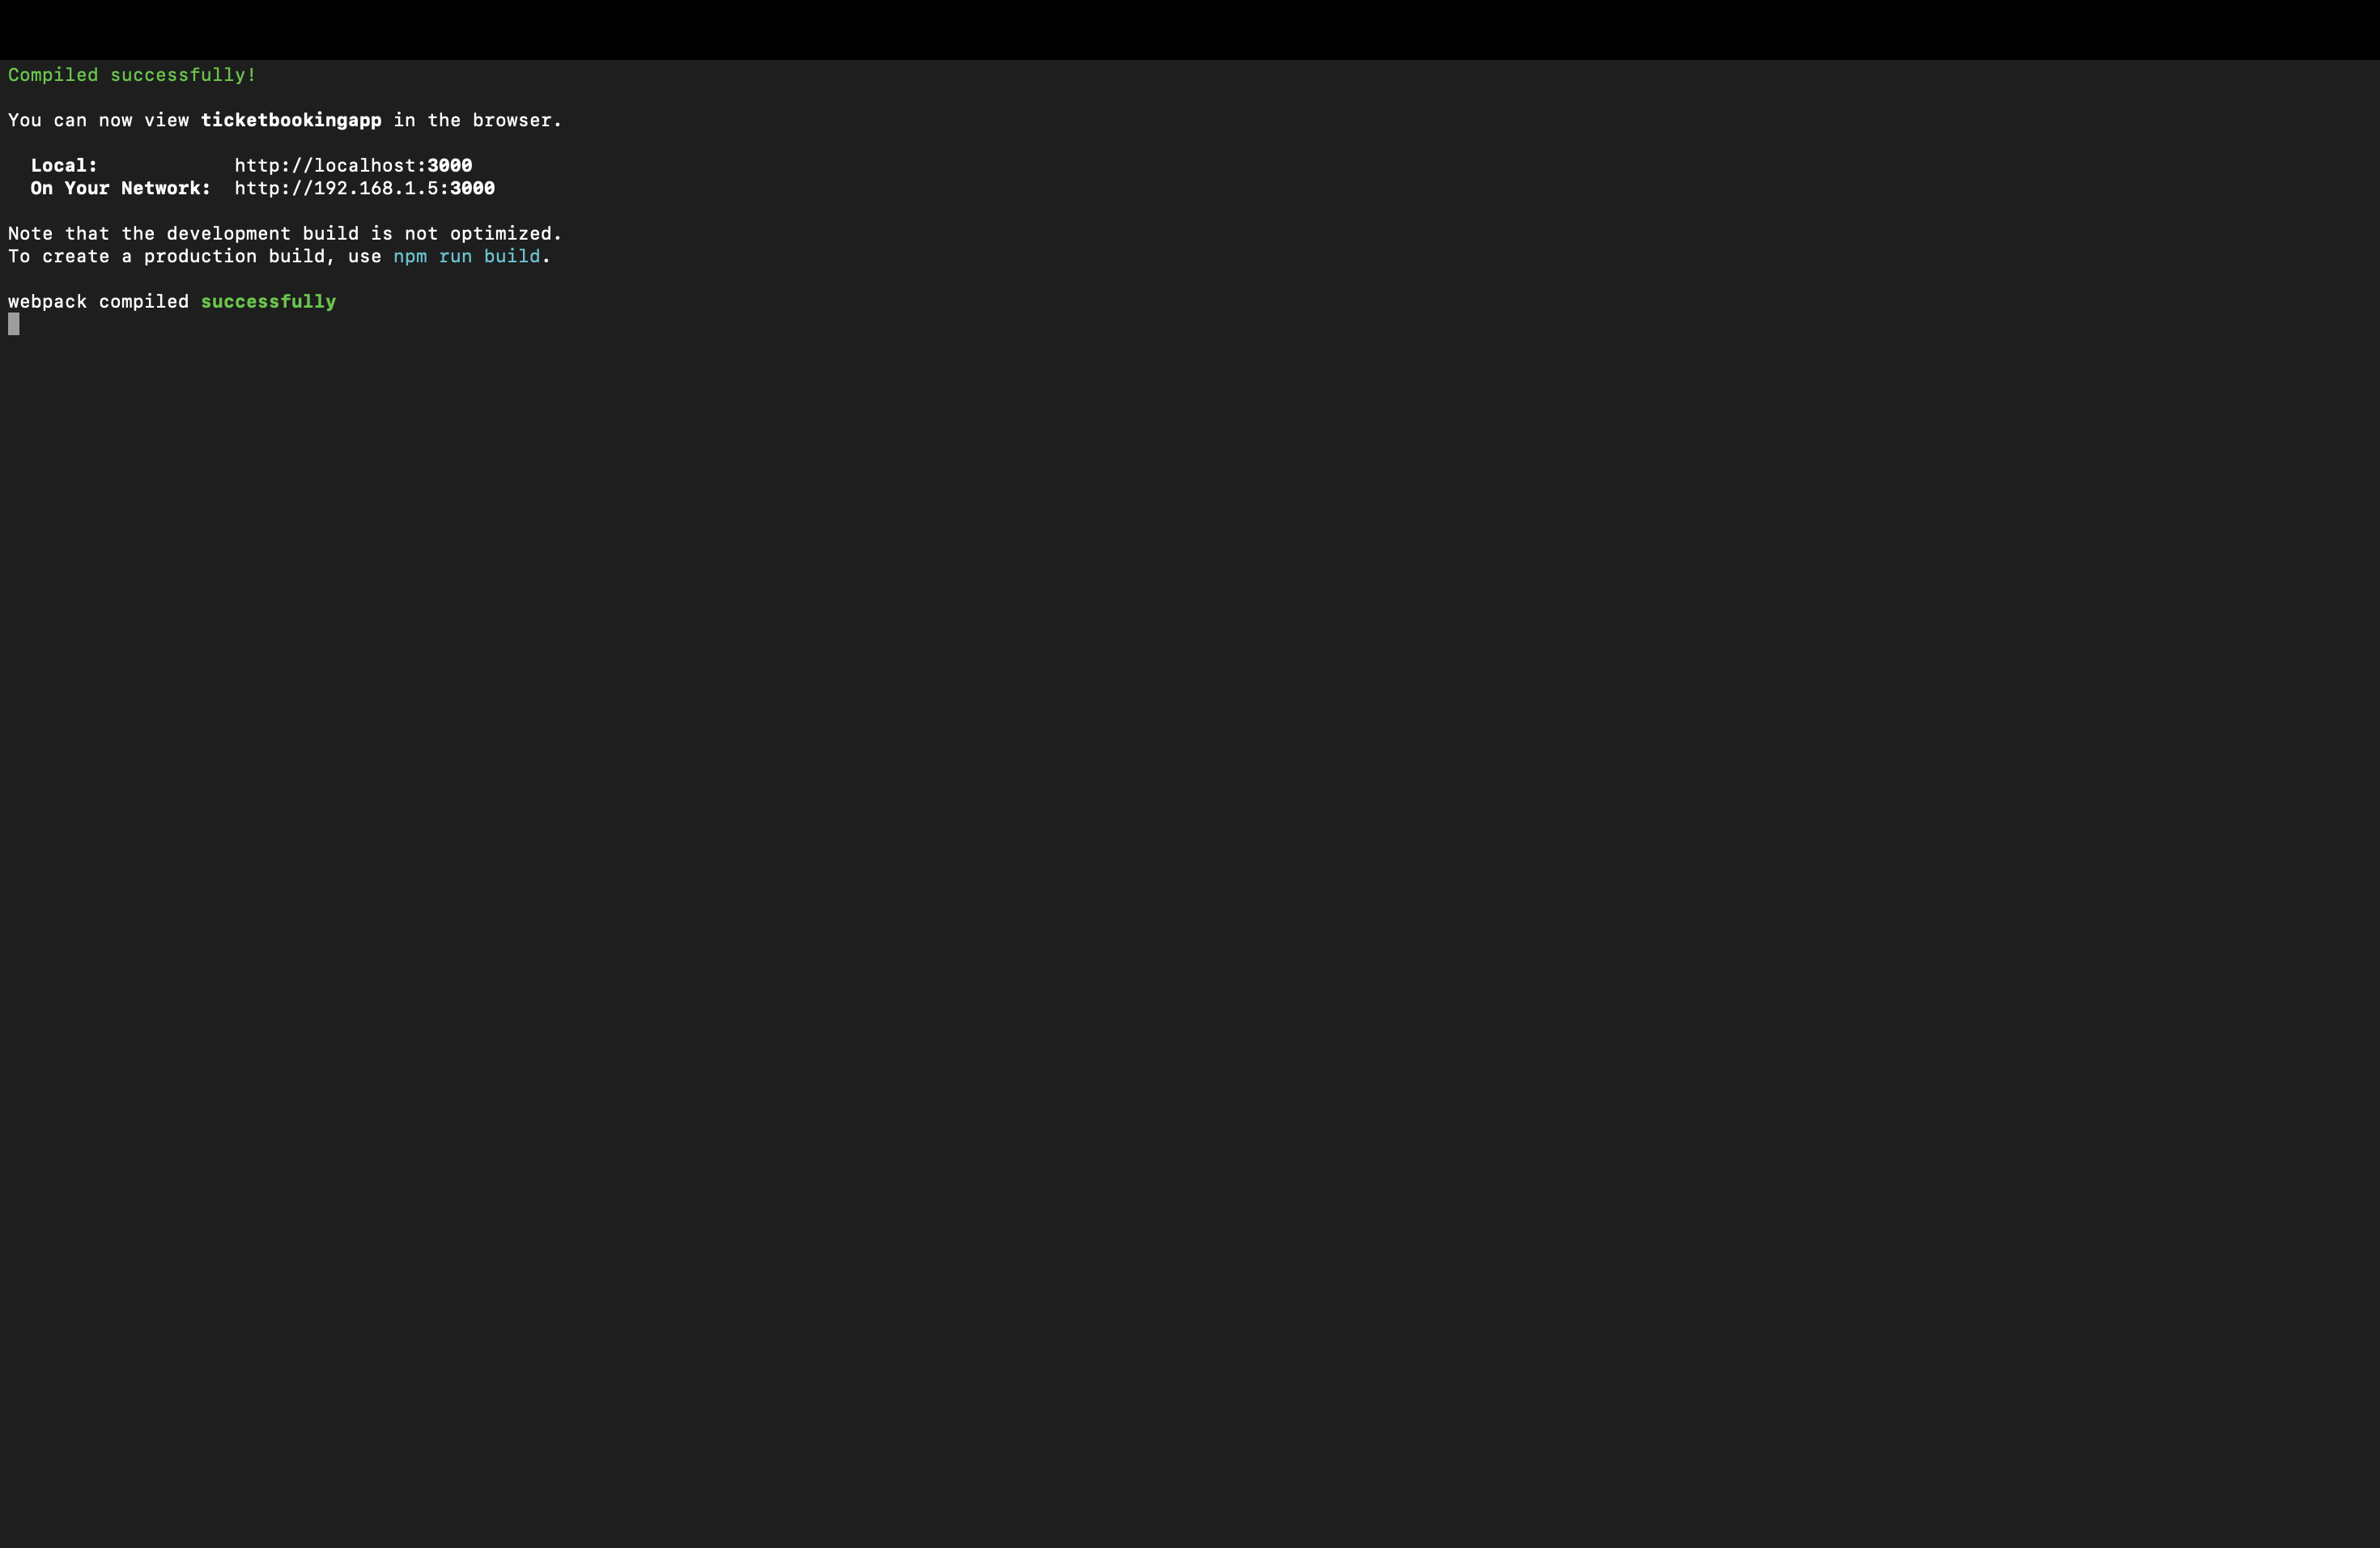 Compiled successfully!
You can now view ticketbookingapp in the browser.
Local: http://localhost:3000
On Your Network: http://192.168.1.5:3000
Note that the development build is not optimized.
To create a production build, use npm run build.
webpack compiled successfully